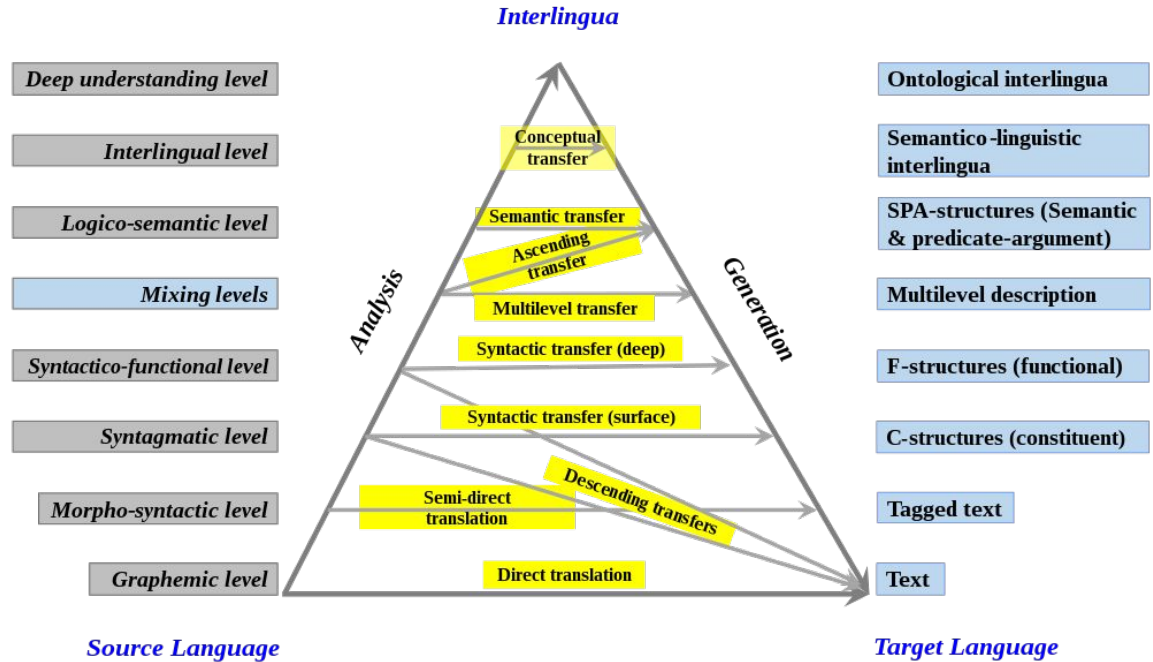 Interlingua
Deep understanding level
Ontological interlingua
Interlingual level
Conceptual
transfer
Semantico-linguistic
interlingua
Logico-semantic level
Semantic transfer
SPA-structures (Semantic
& predicate-argument)
Ascending
transfer
Mixing levels
Multilevel transfer
Multilevel description
Analysis
Generation
Syntactico-functional level
Syntactic transfer (deep)
F-structures (functional)
Syntagmatic level
Syntactic transfer (surface)
C-structures (constituent)
Morpho-syntactic level
Semi-direct
translation
Descending transfers
Tagged text
Graphemic level
Direct translation
Text
Source Language
Target Language